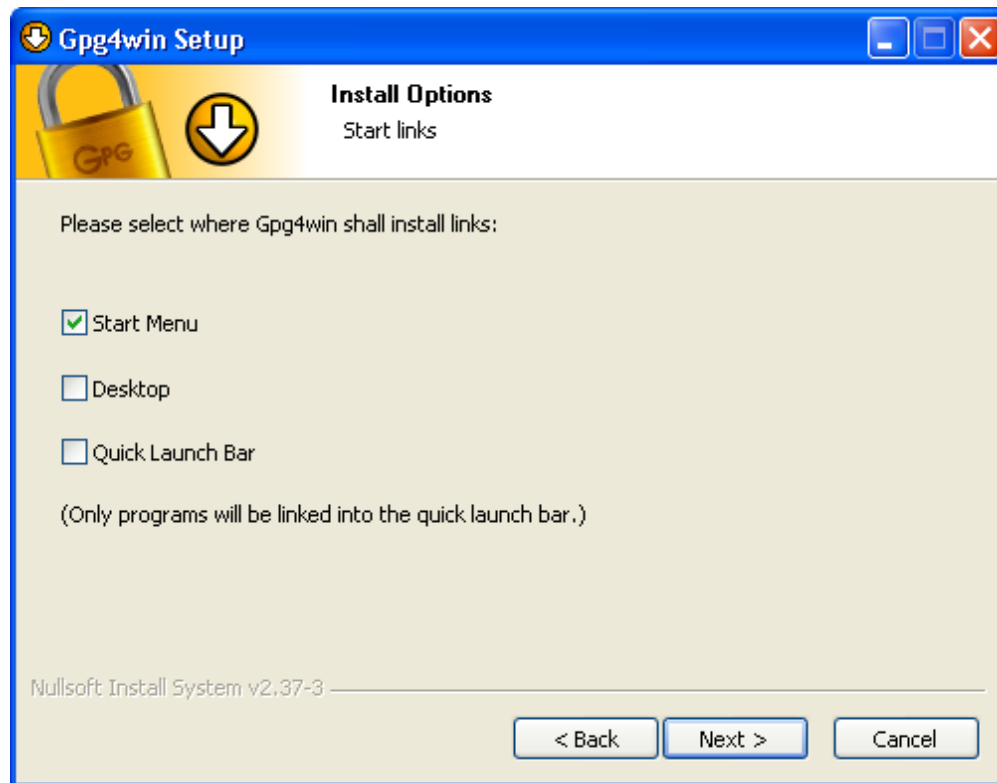 Gpg4win Setup
GPG
Install Options
Start links
Please select where Gpg4win shall install links:
Start Menu
Desktop
Quick Launch Bar
(Only programs will be linked into the quick launch bar.)
Nullsoft Install System v2.37-3
< Back Next > Cancel